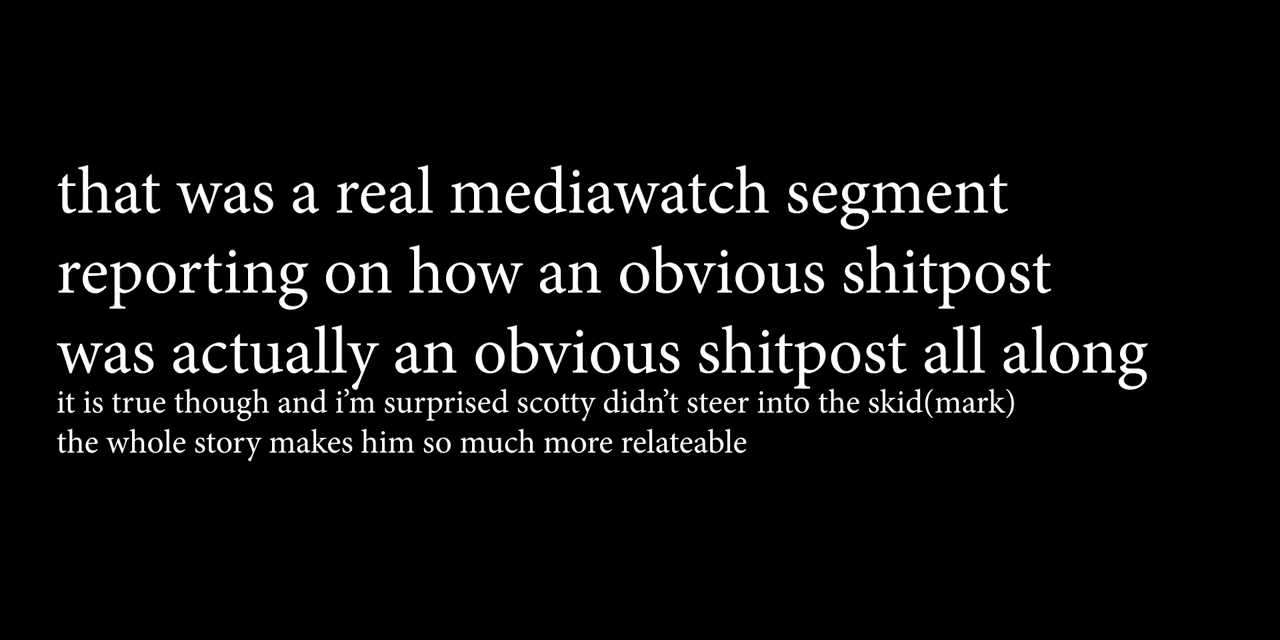 that was a real mediawatch segment
reporting on how an obvious shitpost
was actually an obvious shitpost all along
it is true though and i’m surprised scotty didn’t steer into the skid(mark)
the whole story makes him so much more relateable